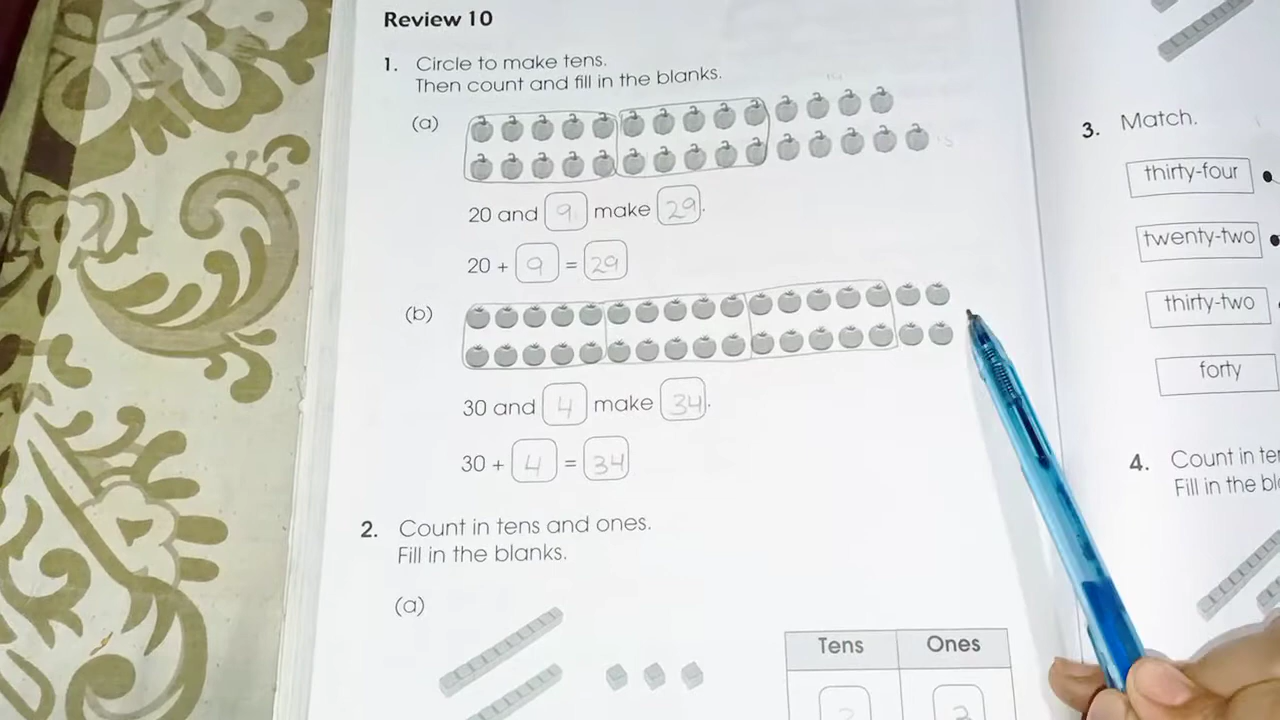 Review 10
1. Circle to make tens.
Then count and fill in the blanks.
(a)
20 and 9 make 29.
20 + 9 = 29
(b)
30 and 4 make 34.
30 + 4 = 34
2. Count in tens and ones.
Fill in the blanks.
(a)
Tens Ones
3. Match.
thirty-four
twenty-two
thirty-two
forty
4. Count in
Fill in the